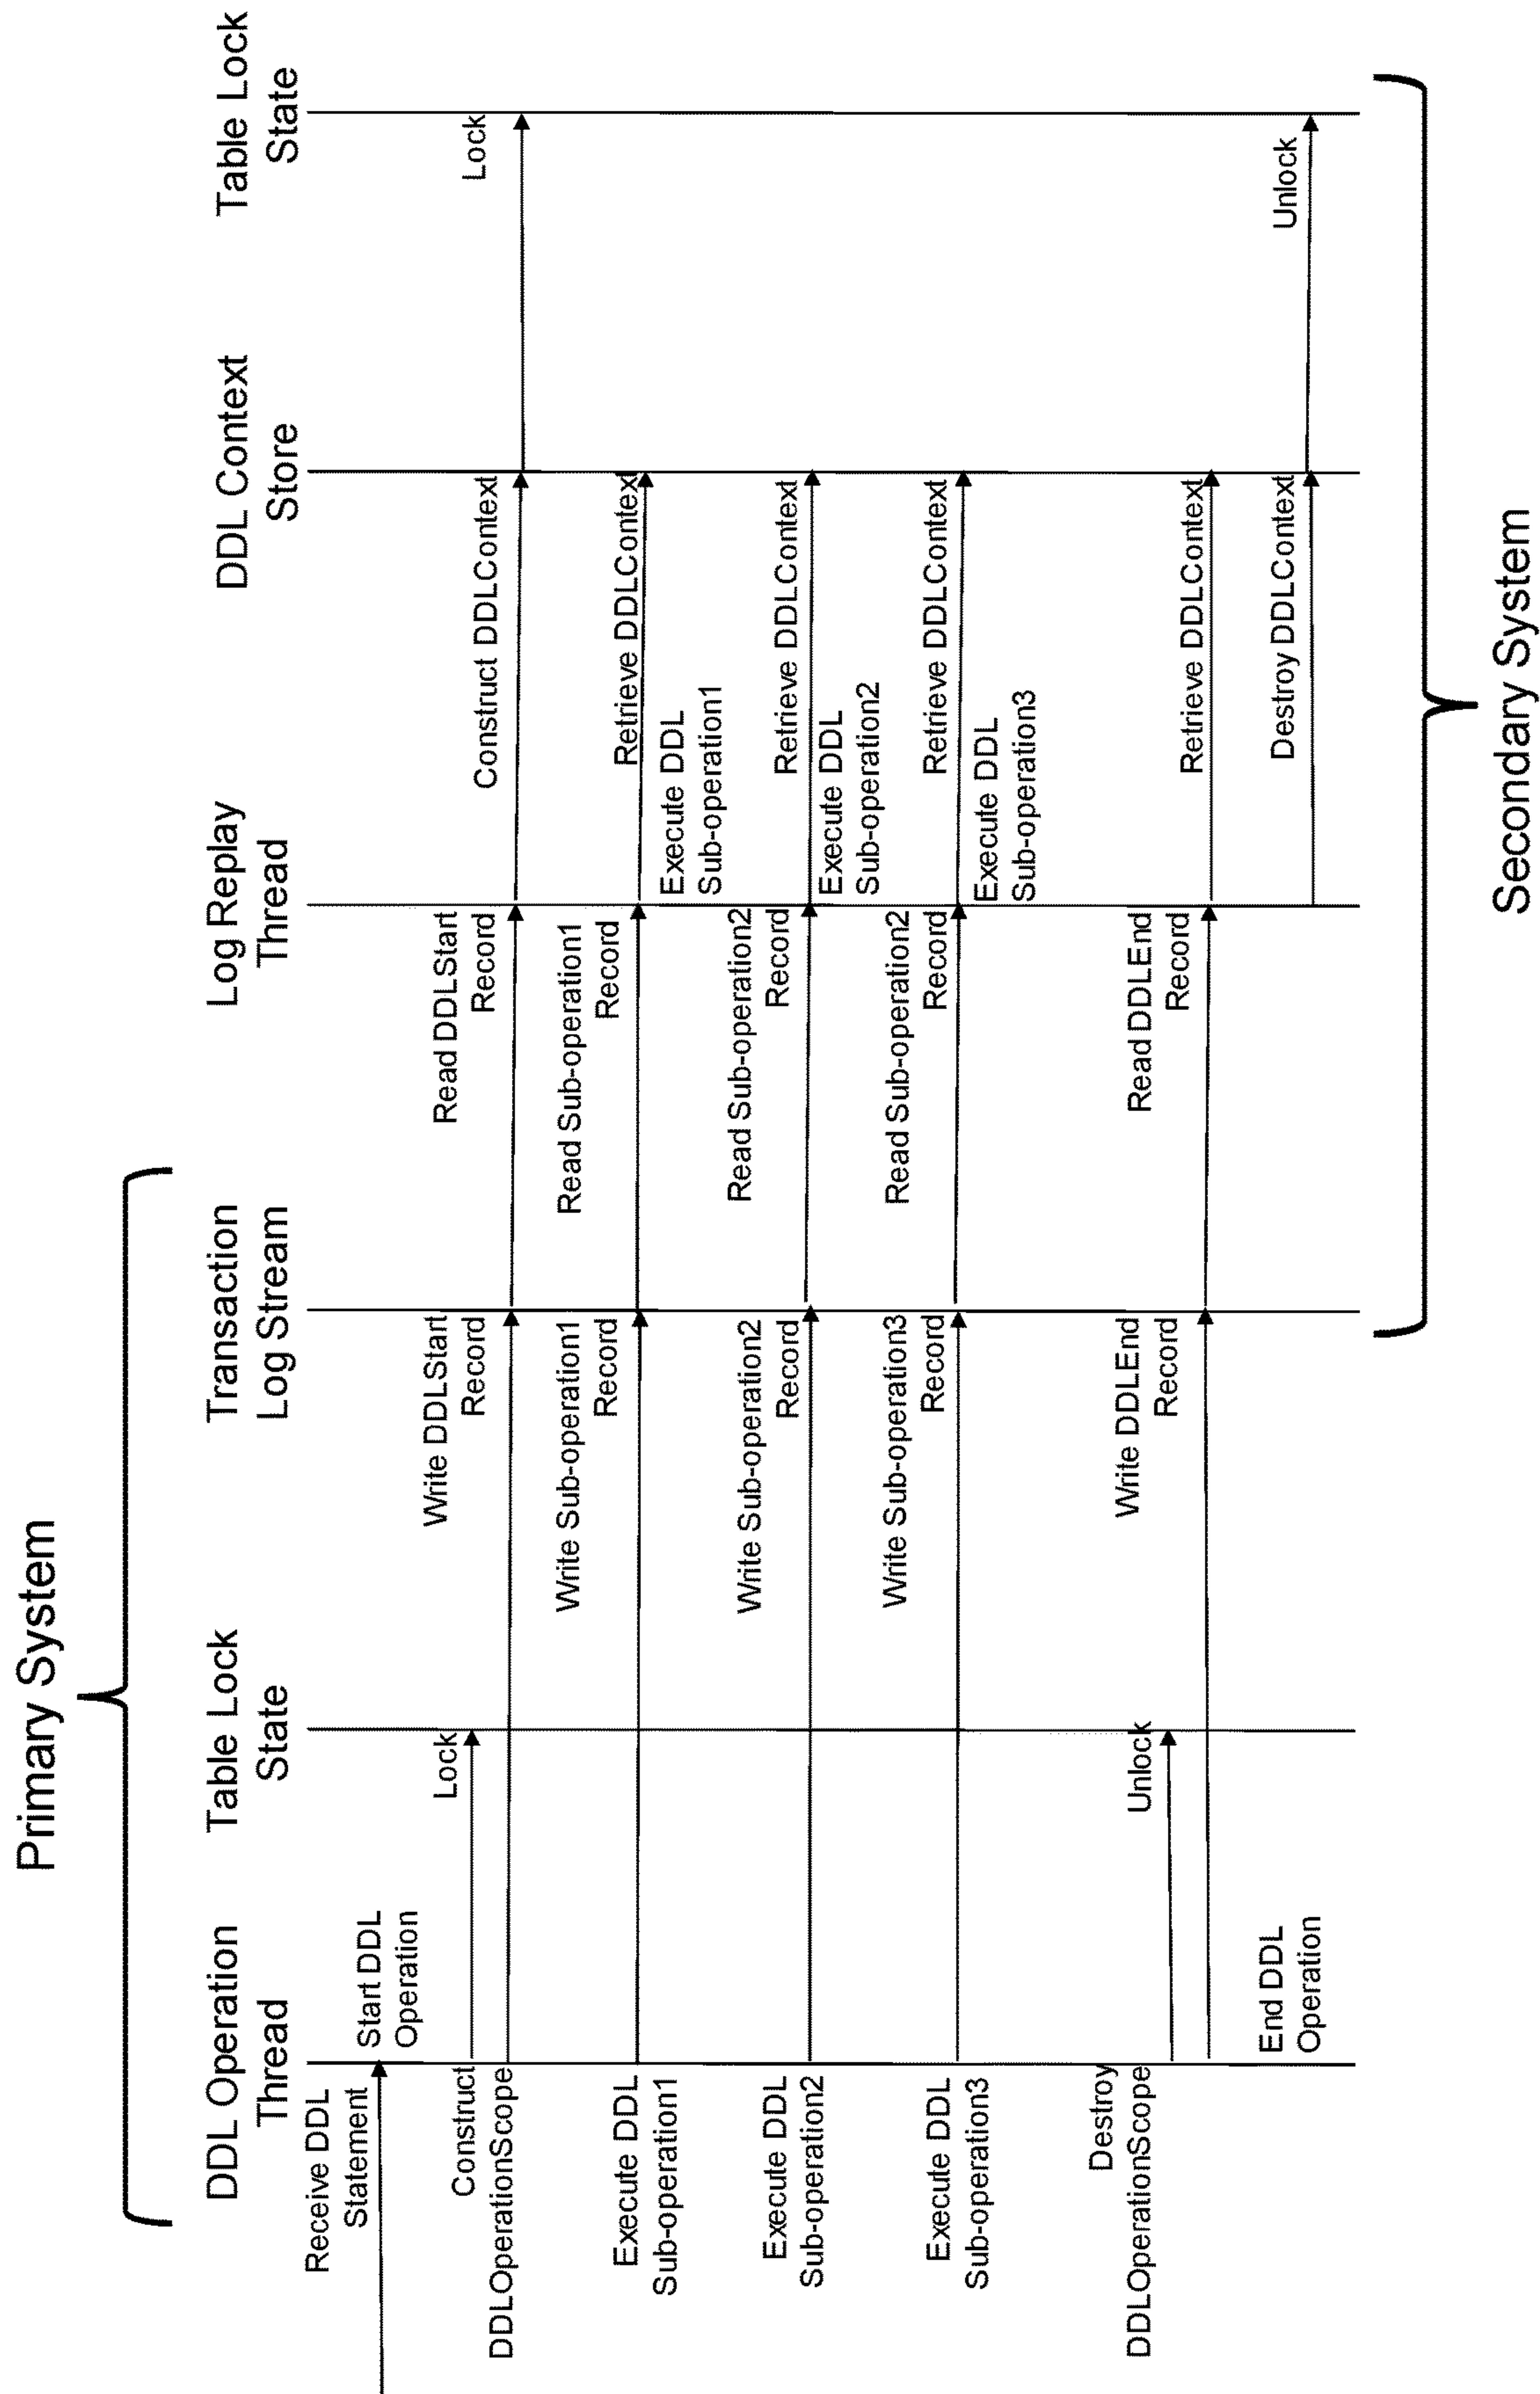 Primary System
DDL Operation
Thread
Table Lock
State
Transaction
Log Stream
Log Replay
Thread
DDL Context
Store
Table Lock
State
Receive DDL
Statement
Start DDL
Operation
Construct
DDLOperationScope
Lock
Write DDLStart
Record
Read DDLStart
Record
Construct DDLContext
Lock
Execute DDL
Sub-operation1
Write Sub-operation1
Record
Read Sub-operation1
Record
Retrieve DDLContext
Execute DDL
Sub-operation1
Execute DDL
Sub-operation2
Write Sub-operation2
Record
Read Sub-operation2
Record
Retrieve DDLContext
Execute DDL
Sub-operation2
Execute DDL
Sub-operation3
Write Sub-operation3
Record
Read Sub-operation2
Record
Retrieve DDLContext
Execute DDL
Sub-operation3
Destroy
DDLOperationScope
Unlock
Write DDLEnd
Record
Read DDLEnd
Record
Retrieve DDLContext
End DDL
Operation
Destroy DDLContext
Unlock
Secondary System